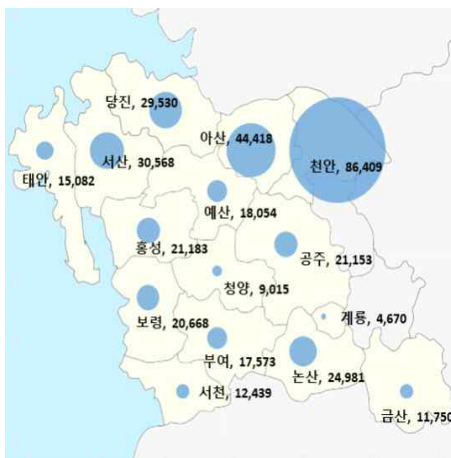 당진, 29,530
아산, 44,418
서산, 30,568
천안, 86,409
태안, 15,082
예산, 18,054
홍성, 21,183
공주, 21,153
청양, 9,015
보령, 20,668
계룡, 4,670
부여, 17,573
논산, 24,981
서천, 12,439
금산, 11,750